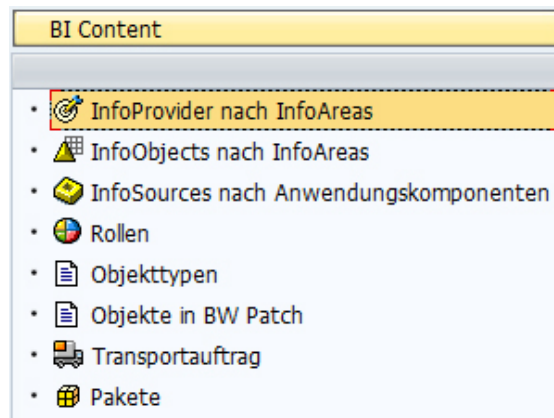 BI Content
InfoProvider nach InfoAreas
InfoObjects nach InfoAreas
InfoSources nach Anwendungskomponenten
Rollen
Objekttypen
Objekte in BW Patch
Transportauftrag
Pakete